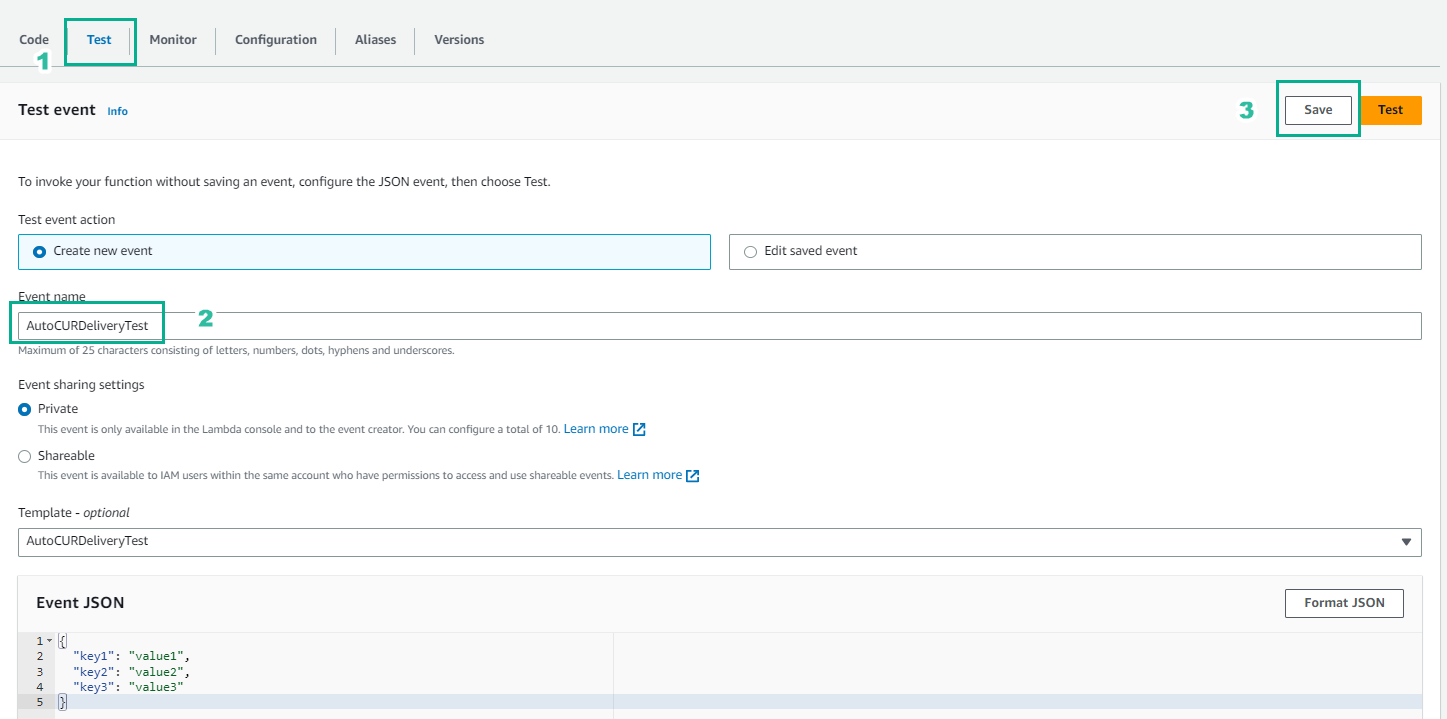 Code Test Monitor Configuration Aliases Versions
1
Test event Info 3 Save Test
To invoke your function without saving an event, configure the JSON event, then choose Test.
Test event action
Create new event Edit saved event
Event name
AutoCURDeliveryTest 2
Maximum of 25 characters consisting of letters, numbers, dots, hyphens and underscores.
Event sharing settings
Private
This event is only available in the Lambda console and to the event creator. You can configure a total of 10. Learn more
Shareable
This event is available to IAM users within the same account who have permissions to access and use shareable events. Learn more
Template - optional
AutoCURDeliveryTest
Event JSON Format JSON
1 {
2 "key1": "value1",
3 "key2": "value2",
4 "key3": "value3"
5 }